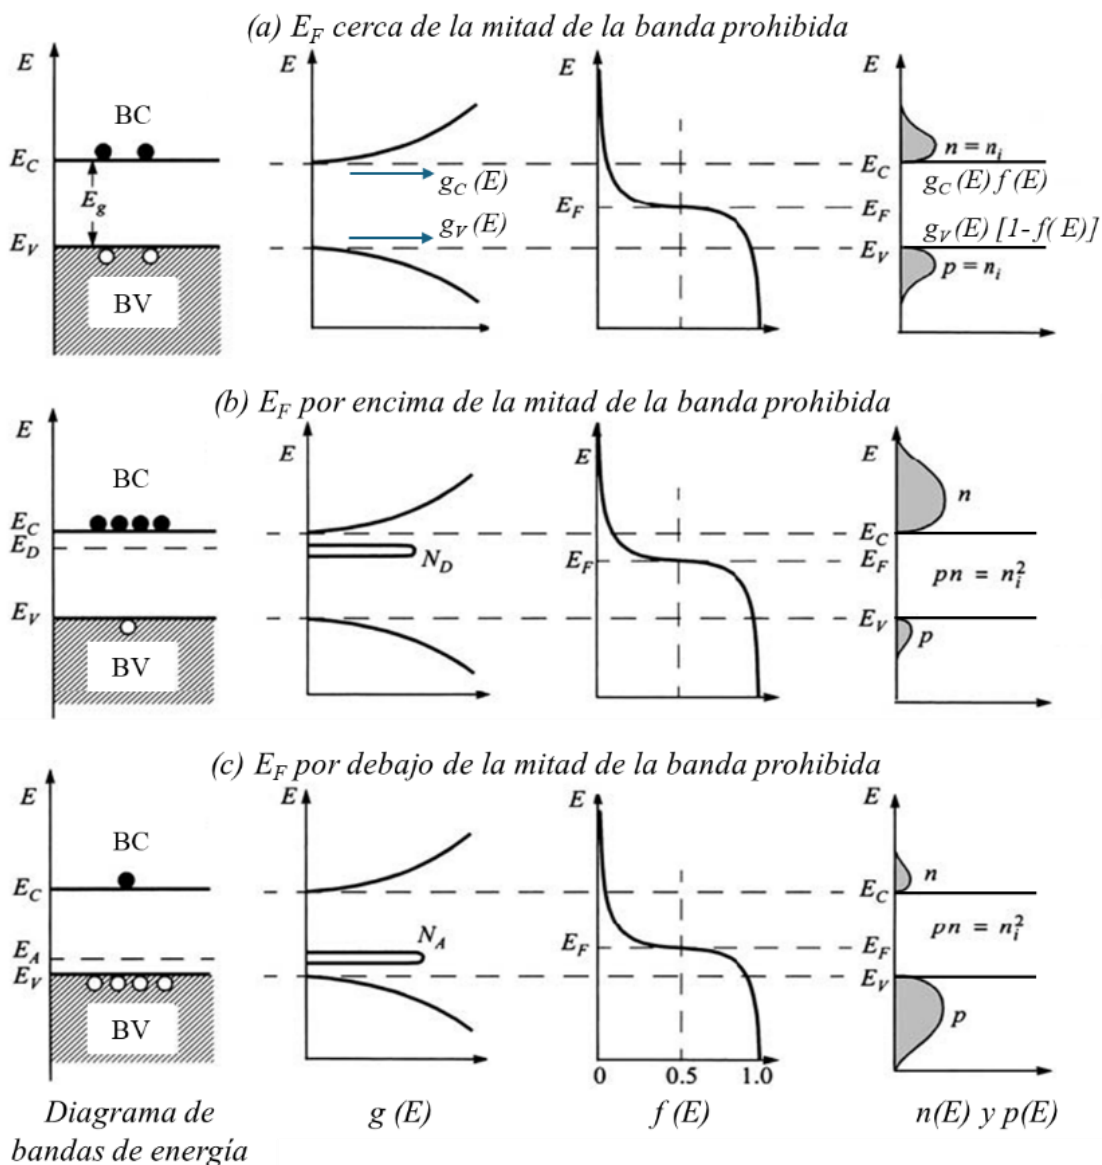 (a) E_F cerca de la mitad de la banda prohibida
E
E
E
E
BC
E_C
E_g
E_V
BV
g_C(E)
g_V(E)
E_F
n = n_i
E_C
g_C(E) f(E)
E_F
g_V(E) [1-f(E)]
E_V
p = n_i
(b) E_F por encima de la mitad de la banda prohibida
E
E
E
E
BC
E_C
E_D
E_V
BV
N_D
E_F
n
E_C
E_F
pn = n_i^2
E_V
p
(c) E_F por debajo de la mitad de la banda prohibida
E
E
E
E
BC
E_C
E_A
E_V
BV
N_A
E_F
0 0.5 1.0
n
E_C
pn = n_i^2
E_F
E_V
p
Diagrama de
bandas de energía
g (E)
f (E)
n(E) y p(E)